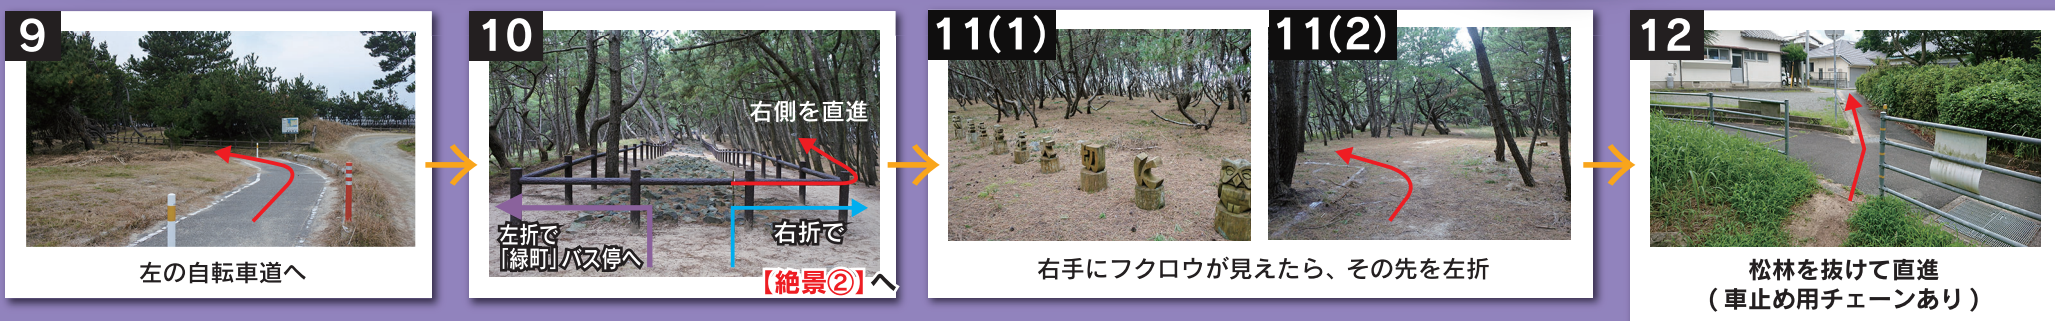 9
左の自転車道へ
10
右側を直進
左折で
「緑町」バス停へ
右折で
【絶景②】へ
11(1)
11(2)
右手にフクロウが見えたら、その先を左折
12
松林を抜けて直進
(車止め用チェーンあり)